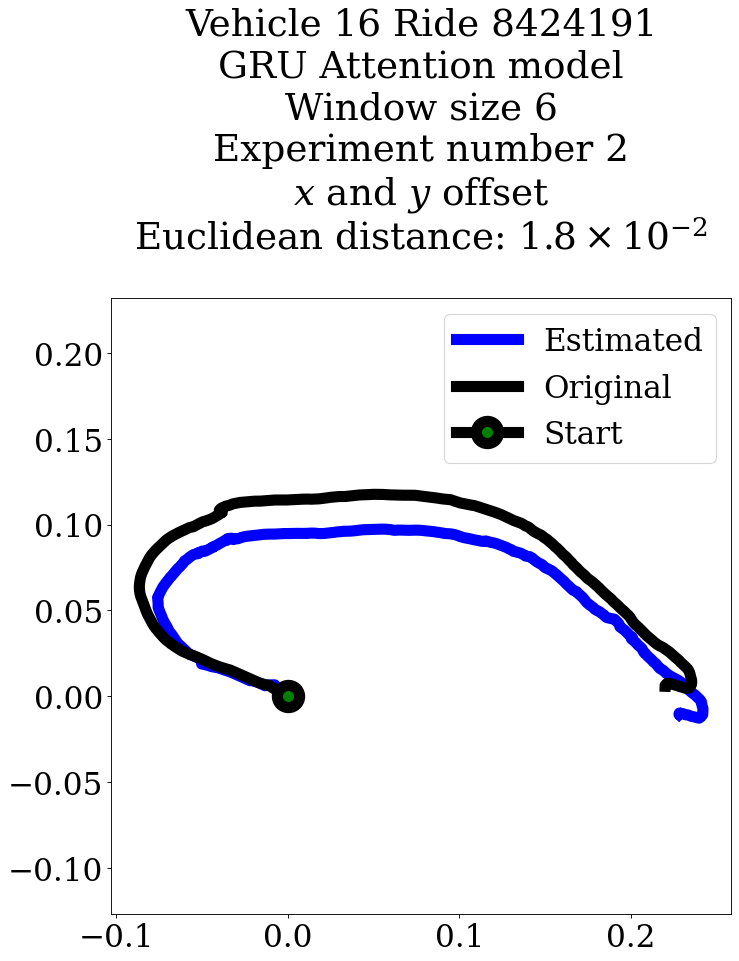 Vehicle 16 Ride 8424191
GRU Attention model
Window size 6
Experiment number 2
x and y offset
Euclidean distance: 1.8 × 10⁻²
Estimated
Original
Start
0.20
0.15
0.10
0.05
0.00
−0.05
−0.10
−0.1 0.0 0.1 0.2